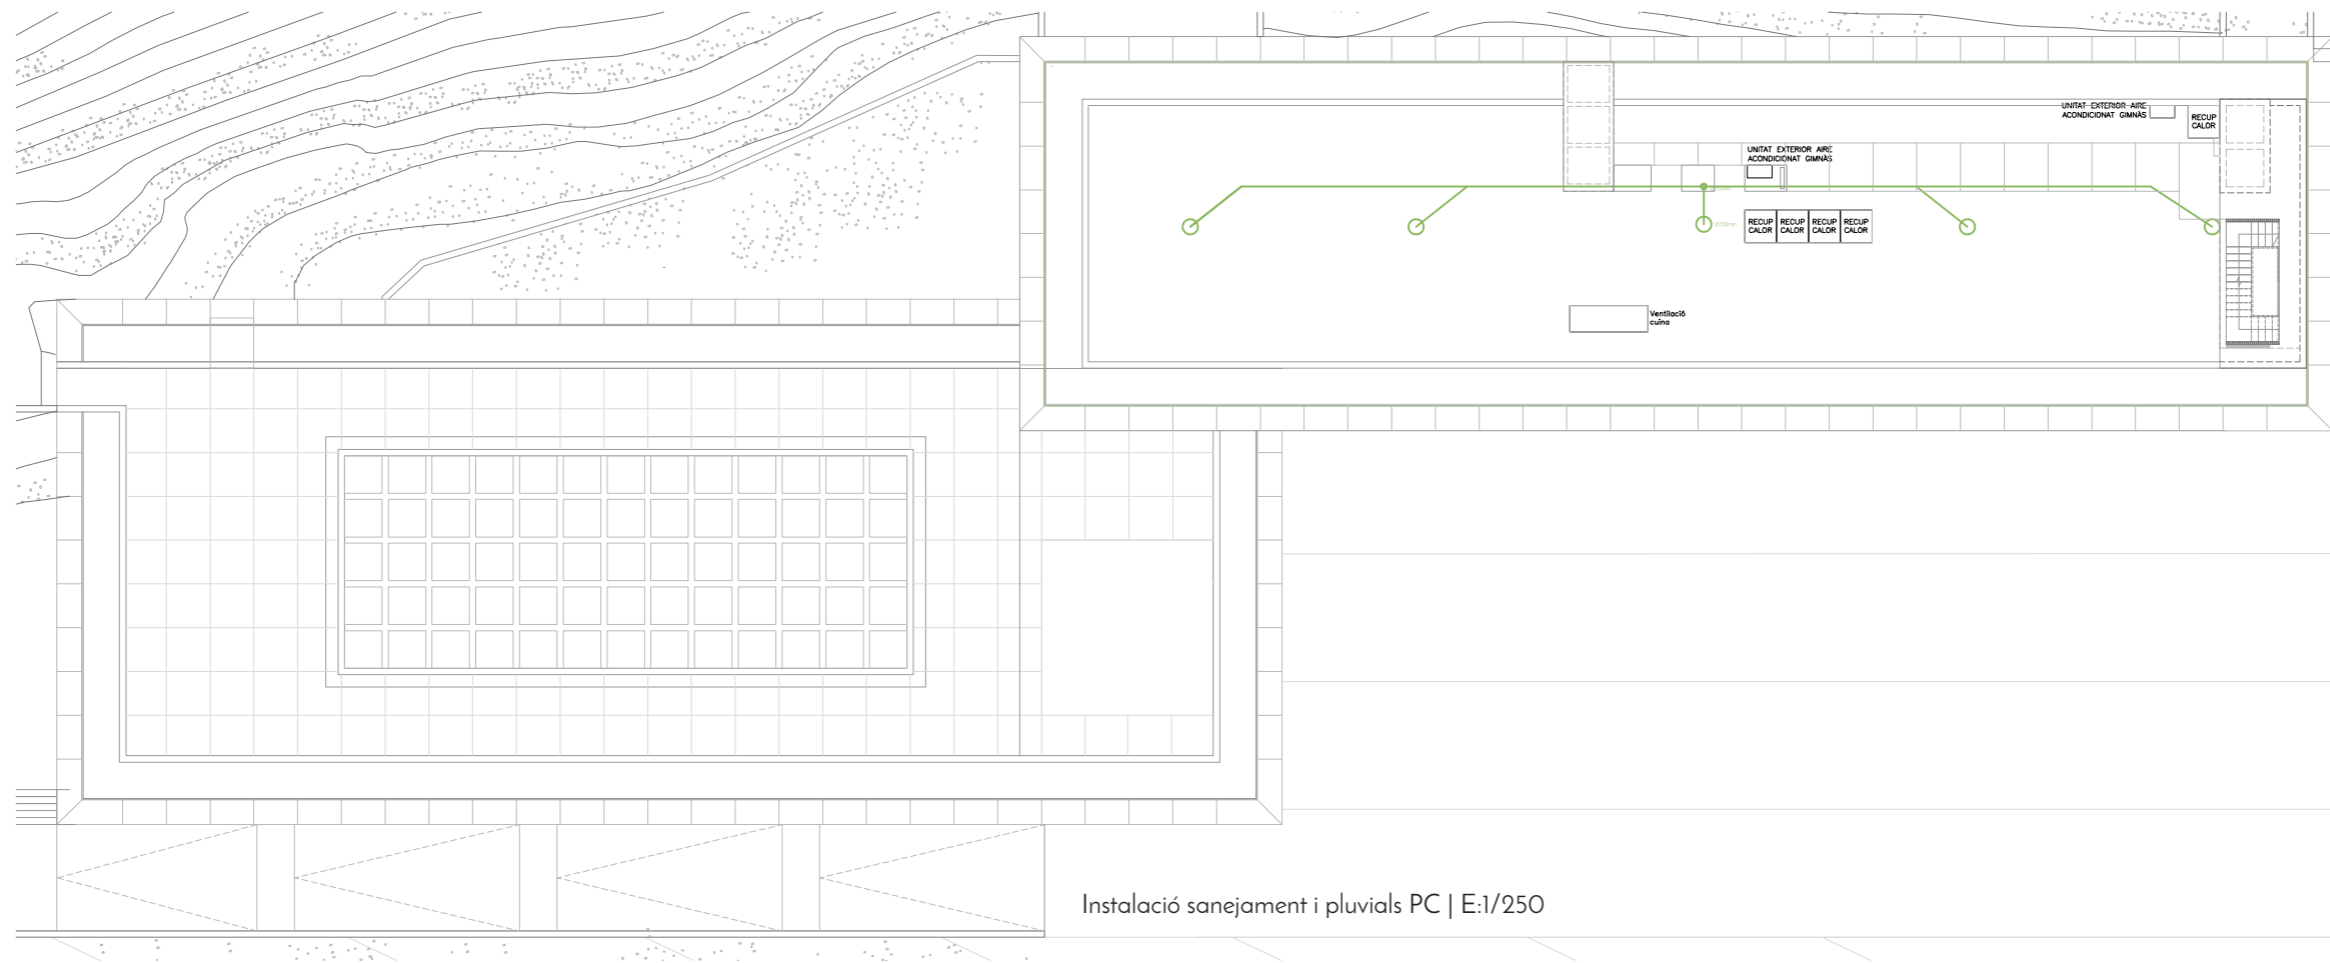 UNITAT EXTERIOR AIRE
ACONDICIONAT GIMNÀS
RECUP
CALOR
UNITAT EXTERIOR AIRE
ACONDICIONAT GIMNÀS
RECUP
CALOR
RECUP
CALOR
RECUP
CALOR
RECUP
CALOR
Ventilació
cuina
Instalació sanejament i pluvials PC | E:1/250